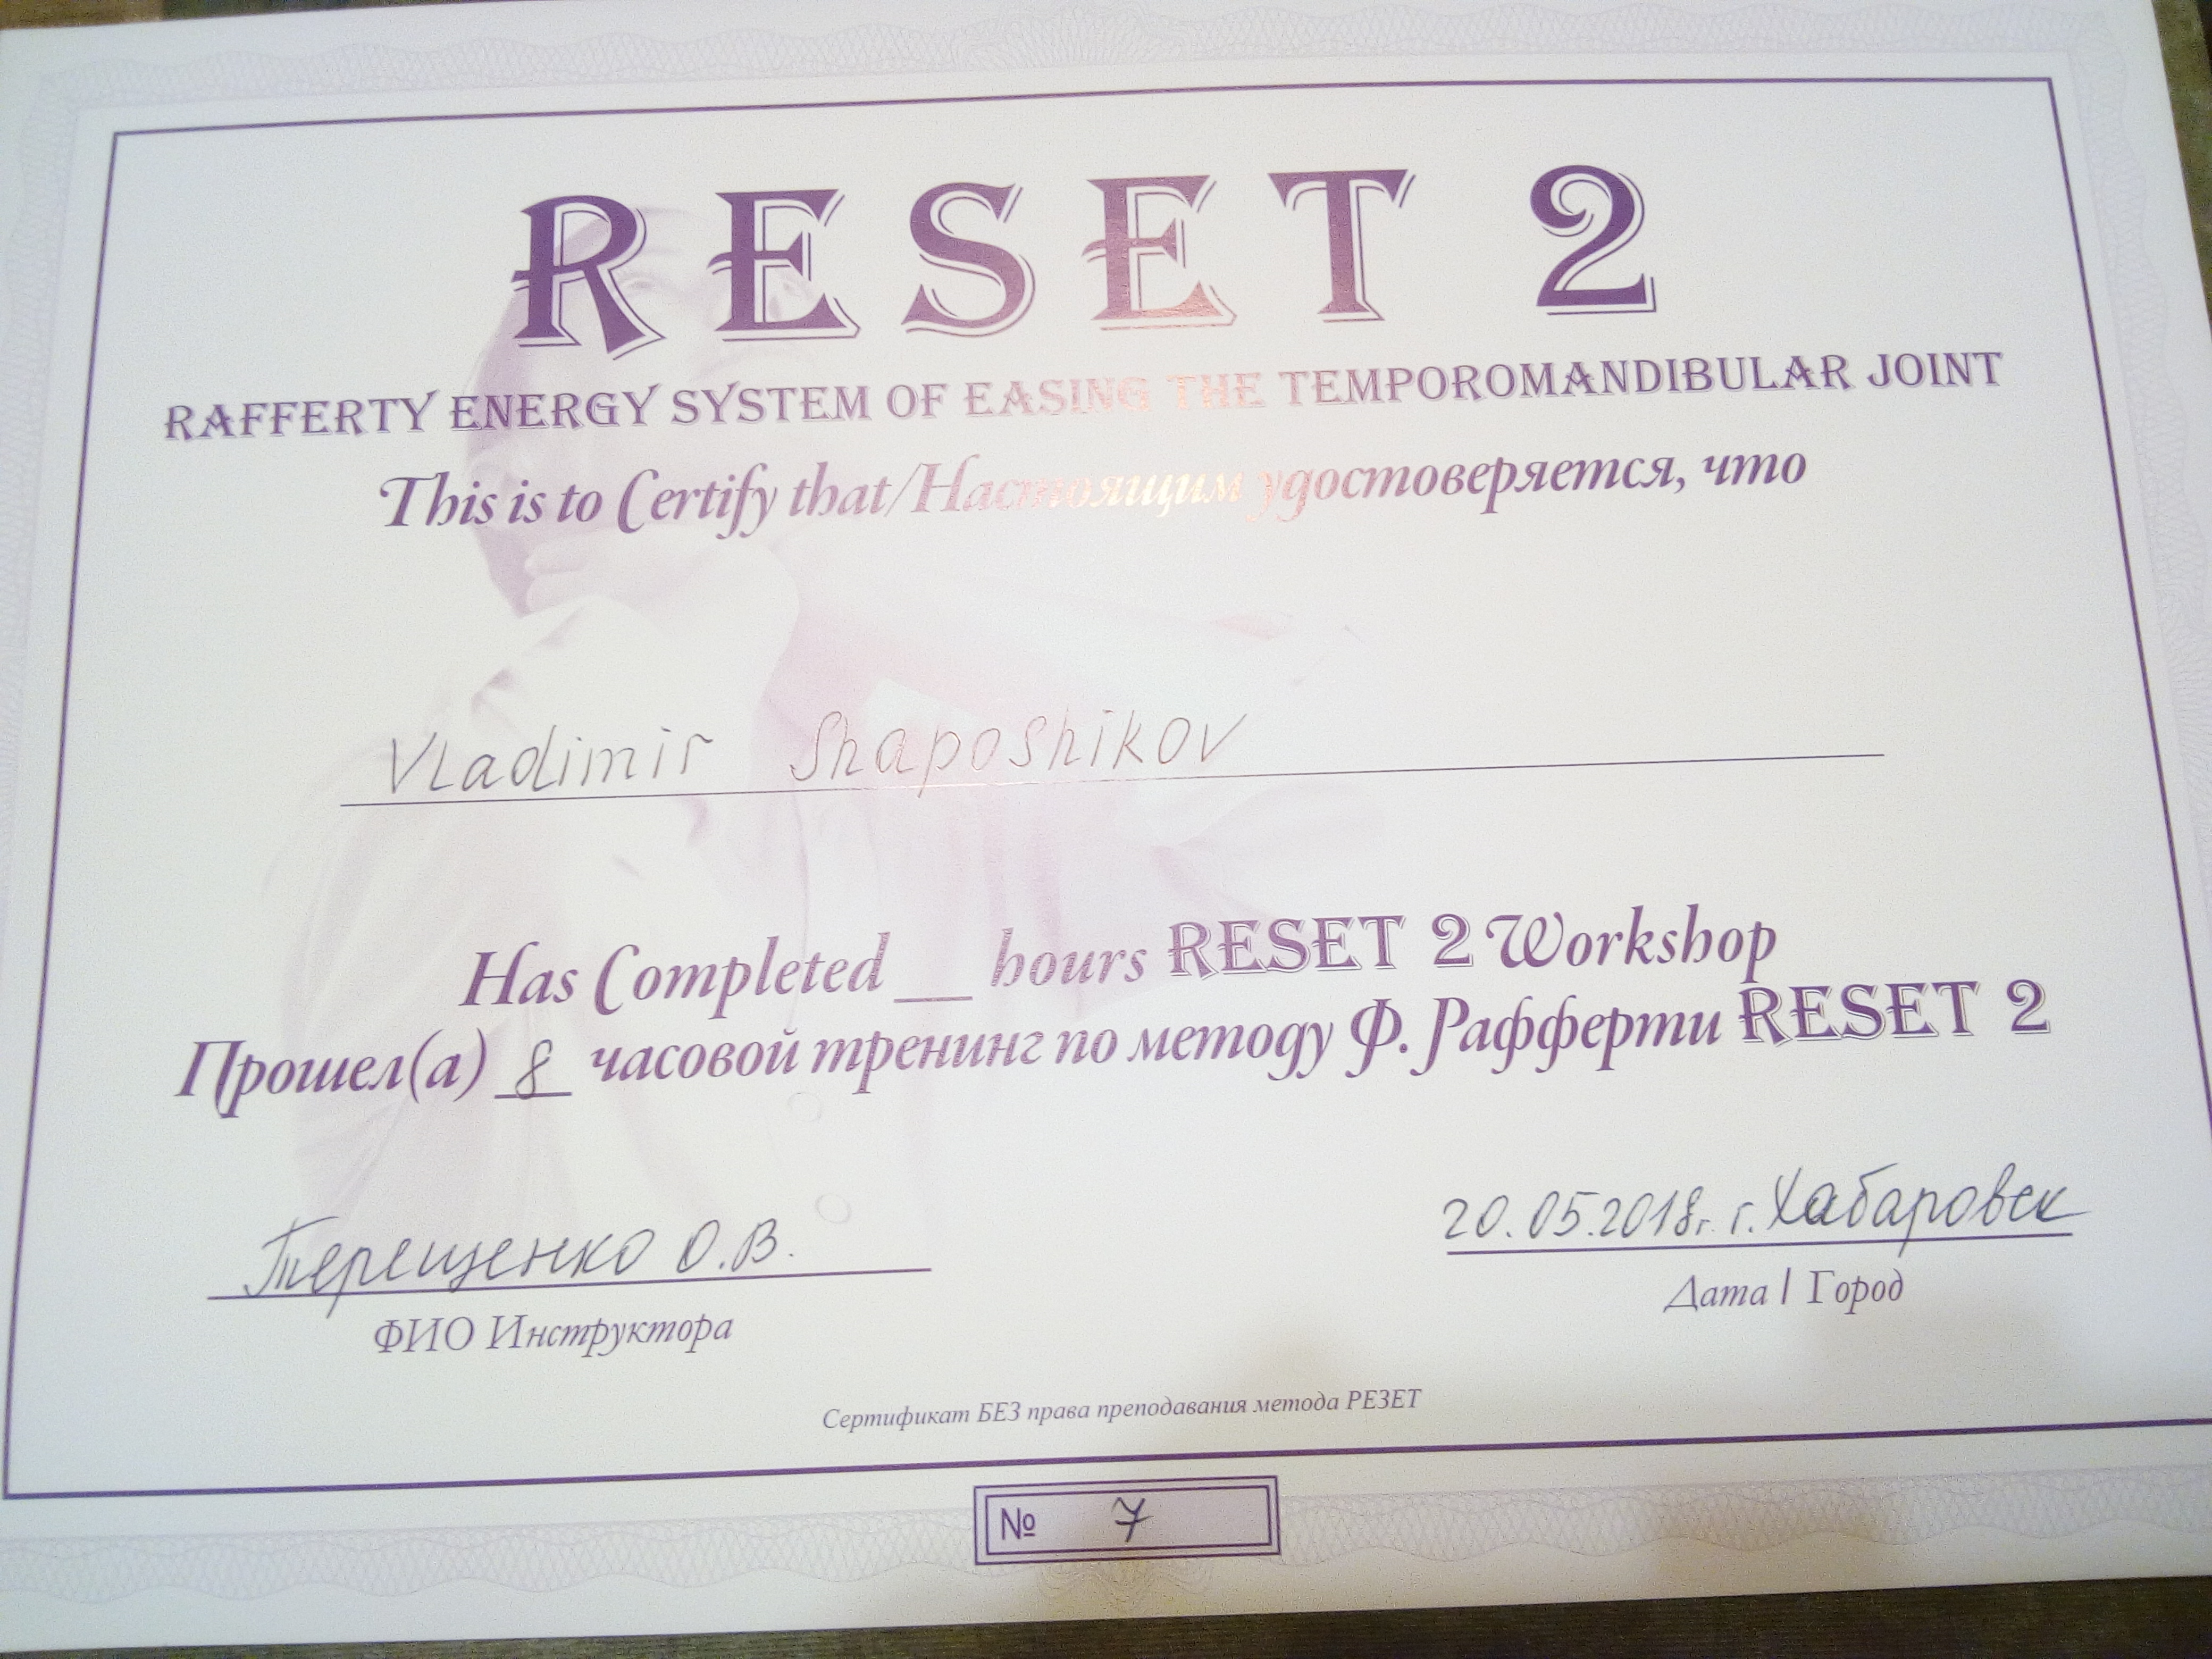 RESET 2
RAFFERTY ENERGY SYSTEM OF EASING THE TEMPOROMANDIBULAR JOINT
This is to Certify that/Настоящим удостоверяется, что
Vladimir Shaposhikov
Has Completed __ hours RESET 2 Workshop
Прошел(а) 8 часовой тренинг по методу Ф. Рафферти RESET 2
Терещенко О.В. 20.05.2018г. г. Хабаровск
ФИО Инструктора Дата | Город
Сертификат БЕЗ права преподавания метода РЕЗЕТ
№ 7